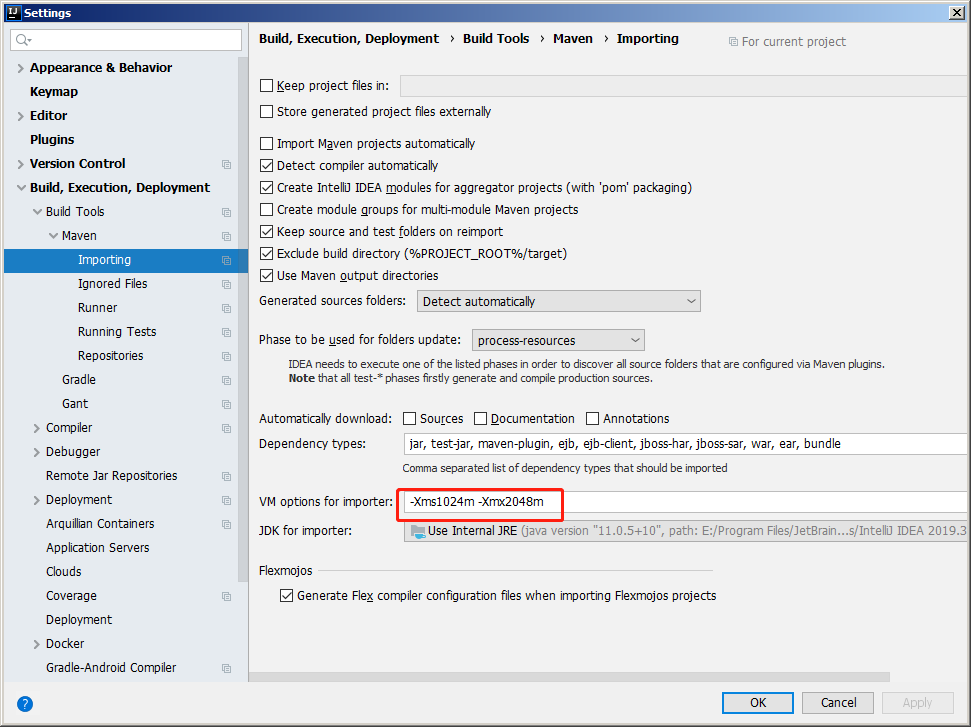 Settings
Appearance & Behavior
Keymap
Editor
Plugins
Version Control
Build, Execution, Deployment
Build Tools
Maven
Importing
Ignored Files
Runner
Running Tests
Repositories
Gradle
Gant
Compiler
Debugger
Remote Jar Repositories
Deployment
Arquillian Containers
Application Servers
Clouds
Coverage
Deployment
Docker
Gradle-Android Compiler
Build, Execution, Deployment › Build Tools › Maven › Importing For current project
Keep project files in:
Store generated project files externally
Import Maven projects automatically
Detect compiler automatically
Create IntelliJ IDEA modules for aggregator projects (with 'pom' packaging)
Create module groups for multi-module Maven projects
Keep source and test folders on reimport
Exclude build directory (%PROJECT_ROOT%/target)
Use Maven output directories
Generated sources folders: Detect automatically
Phase to be used for folders update: process-resources
IDEA needs to execute one of the listed phases in order to discover all source folders that are configured via Maven plugins.
Note that all test-* phases firstly generate and compile production sources.
Automatically download: Sources Documentation Annotations
Dependency types: jar, test-jar, maven-plugin, ejb, ejb-client, jboss-har, jboss-sar, war, ear, bundle
Comma separated list of dependency types that should be imported
VM options for importer: -Xms1024m -Xmx2048m
JDK for importer: Use Internal JRE (java version "11.0.5+10", path: E:/Program Files/JetBrain...s/IntelliJ IDEA 2019.3
Flexmojos
Generate Flex compiler configuration files when importing Flexmojos projects
?
OK Cancel Apply